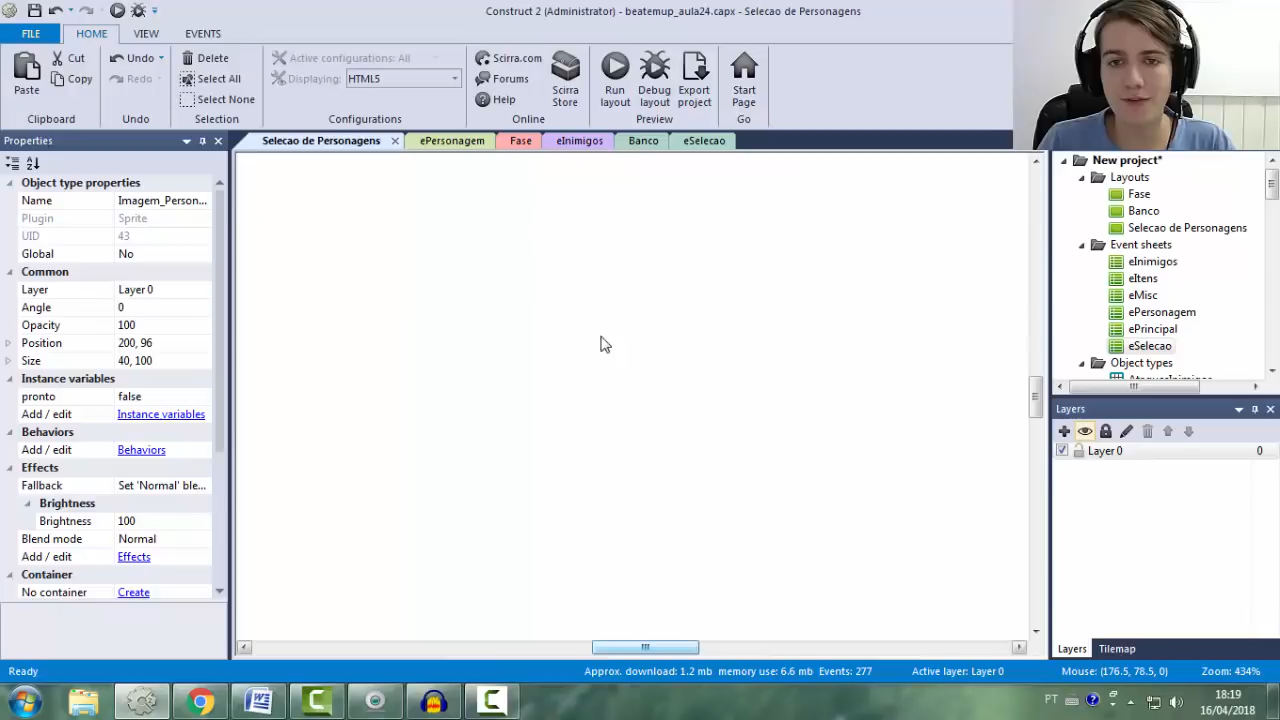 Construct 2 (Administrator) - beatemup_aula24.capx - Selecao de Personagens
FILE HOME VIEW EVENTS
Paste
Cut
Copy
Clipboard
Undo
Redo
Undo
Delete
Select All
Select None
Selection
Active configurations: All
Displaying: HTML5
Configurations
Scirra.com
Forums
Help
Scirra Store
Online
Run layout
Debug layout
Export project
Preview
Start Page
Go
Properties
Selecao de Personagens ePersonagem Fase eInimigos Banco eSelecao
Object type properties
Name Imagem_Person...
Plugin Sprite
UID 43
Global No
Common
Layer Layer 0
Angle 0
Opacity 100
Position 200, 96
Size 40, 100
Instance variables
pronto false
Add / edit Instance variables
Behaviors
Add / edit Behaviors
Effects
Fallback Set 'Normal' ble...
Brightness
Brightness 100
Blend mode Normal
Add / edit Effects
Container
No container Create
New project*
Layouts
Fase
Banco
Selecao de Personagens
Event sheets
eInimigos
eItens
eMisc
ePersonagem
ePrincipal
eSelecao
Object types
Layers
Layer 0 0
Layers Tilemap
Ready Approx. download: 1.2 mb memory use: 6.6 mb Events: 277 Active layer: Layer 0 Mouse: (176.5, 78.5, 0) Zoom: 434%
PT
18:19
16/04/2018